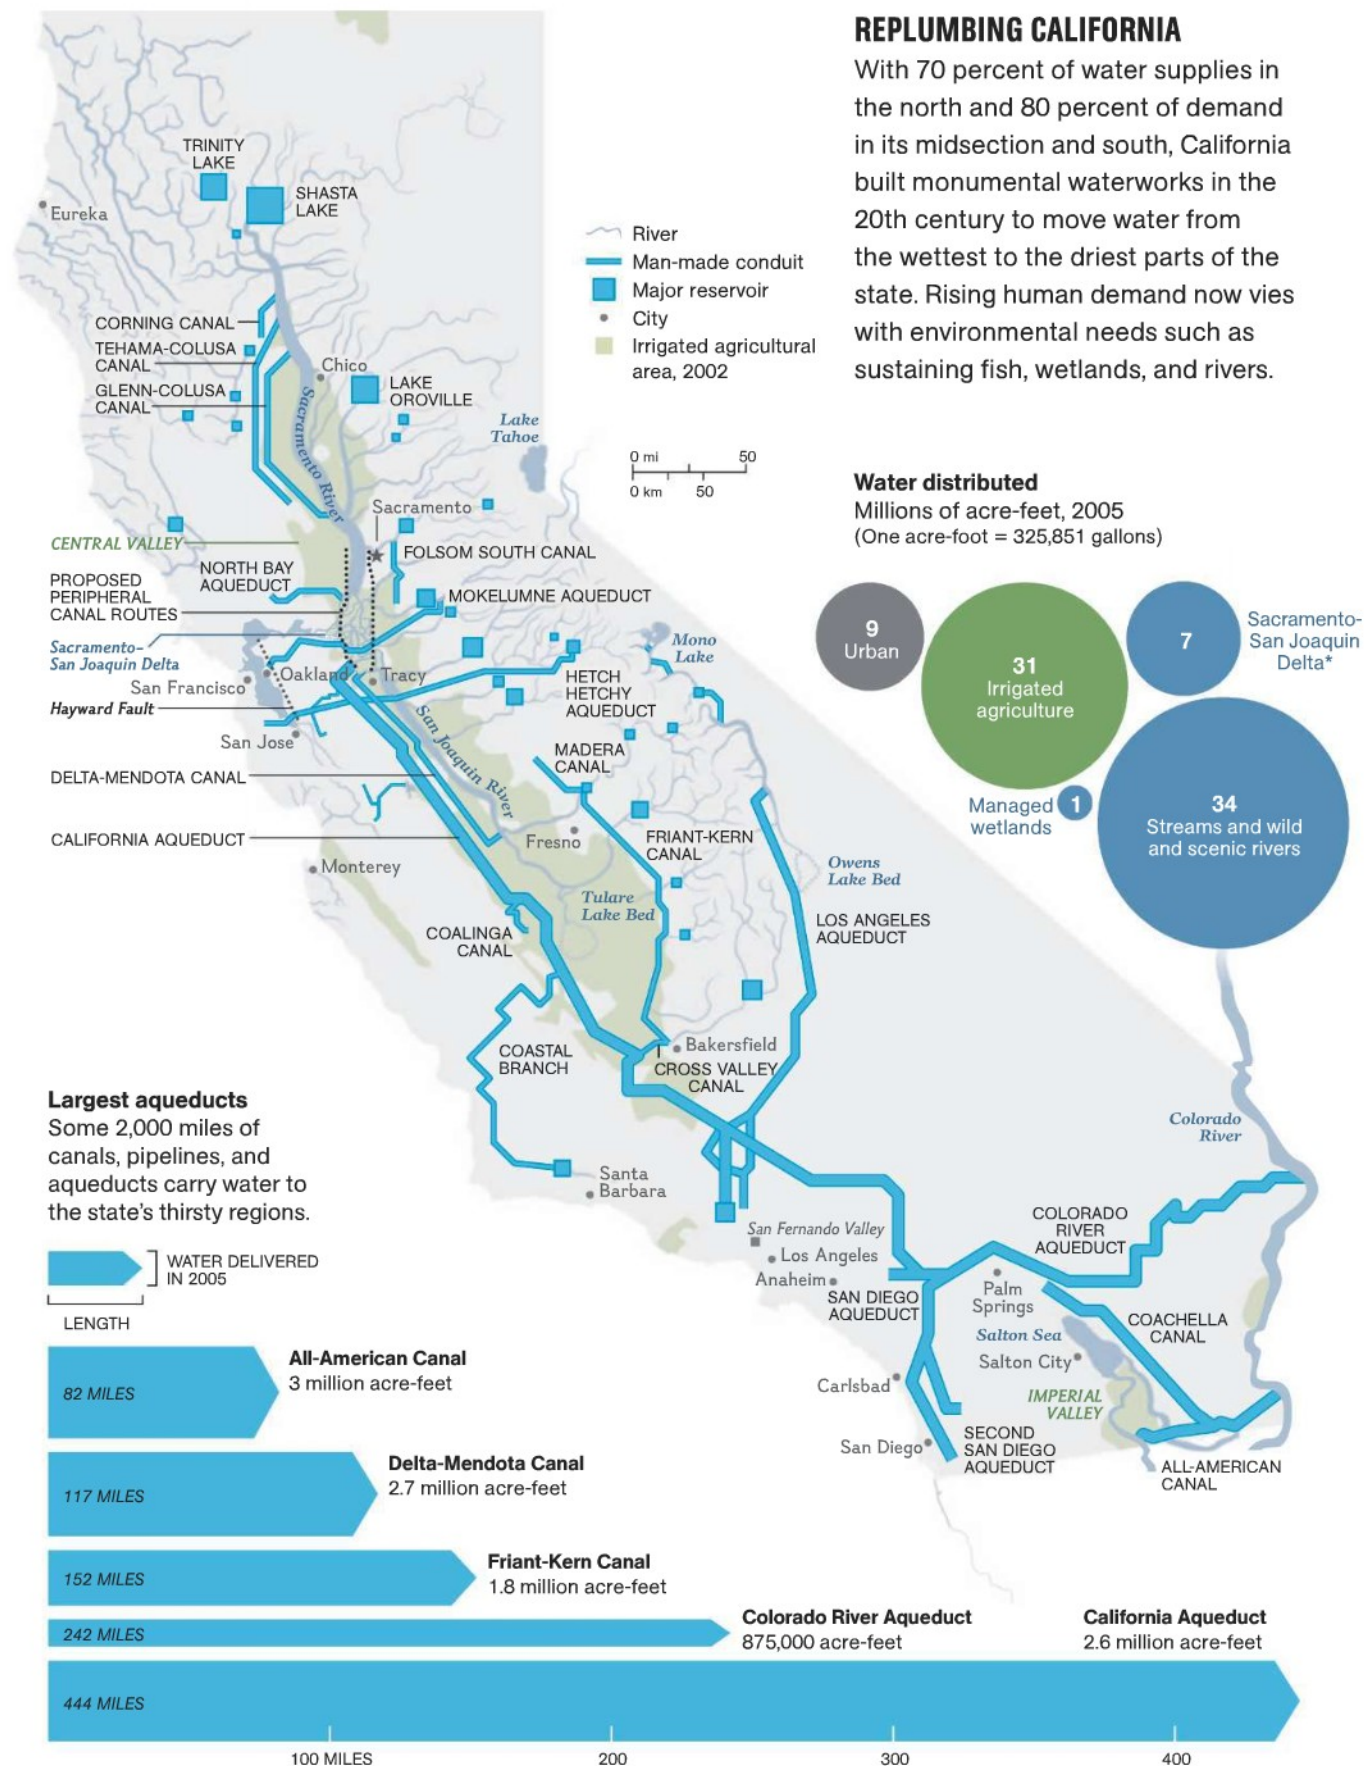 REPLUMBING CALIFORNIA
With 70 percent of water supplies in
the north and 80 percent of demand
in its midsection and south, California
built monumental waterworks in the
20th century to move water from
the wettest to the driest parts of the
state. Rising human demand now vies
with environmental needs such as
sustaining fish, wetlands, and rivers.
River
Man-made conduit
Major reservoir
City
Irrigated agricultural
area, 2002
0 mi 50
0 km 50
TRINITY
LAKE
SHASTA
LAKE
Eureka
CORNING CANAL
TEHAMA-COLUSA
CANAL
GLENN-COLUSA
CANAL
Chico
LAKE
OROVILLE
Sacramento River
Lake
Tahoe
Sacramento
CENTRAL VALLEY
FOLSOM SOUTH CANAL
NORTH BAY
AQUEDUCT
PROPOSED
PERIPHERAL
CANAL ROUTES
MOKELUMNE AQUEDUCT
Sacramento–
San Joaquin Delta
Mono
Lake
Oakland
Tracy
San Francisco
HETCH
HETCHY
AQUEDUCT
Hayward Fault
San Jose
San Joaquin River
MADERA
CANAL
DELTA-MENDOTA CANAL
CALIFORNIA AQUEDUCT
Fresno
FRIANT-KERN
CANAL
Monterey
Owens
Lake Bed
Tulare
Lake Bed
LOS ANGELES
AQUEDUCT
COALINGA
CANAL
COASTAL
BRANCH
Bakersfield
CROSS VALLEY
CANAL
Santa
Barbara
San Fernando Valley
Los Angeles
Anaheim
SAN DIEGO
AQUEDUCT
Colorado
River
COLORADO
RIVER
AQUEDUCT
Palm
Springs
Salton Sea
Salton City
COACHELLA
CANAL
Carlsbad
IMPERIAL
VALLEY
San Diego
SECOND
SAN DIEGO
AQUEDUCT
ALL-AMERICAN
CANAL
Water distributed
Millions of acre-feet, 2005
(One acre-foot = 325,851 gallons)
9
Urban
31
Irrigated
agriculture
7
Sacramento-
San Joaquin
Delta*
Managed
wetlands
1
34
Streams and wild
and scenic rivers
Largest aqueducts
Some 2,000 miles of
canals, pipelines, and
aqueducts carry water to
the state's thirsty regions.
WATER DELIVERED
IN 2005
LENGTH
82 MILES
All-American Canal
3 million acre-feet
117 MILES
Delta-Mendota Canal
2.7 million acre-feet
152 MILES
Friant-Kern Canal
1.8 million acre-feet
242 MILES
Colorado River Aqueduct
875,000 acre-feet
444 MILES
California Aqueduct
2.6 million acre-feet
100 MILES 200 300 400